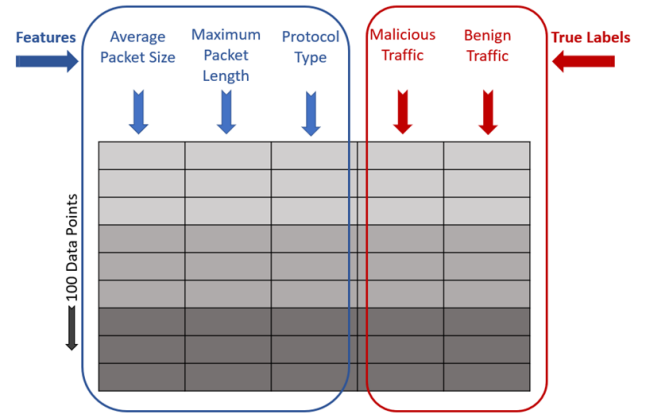 Features
Average
Packet Size
Maximum
Packet
Length
Protocol
Type
Malicious
Traffic
Benign
Traffic
True Labels
100 Data Points